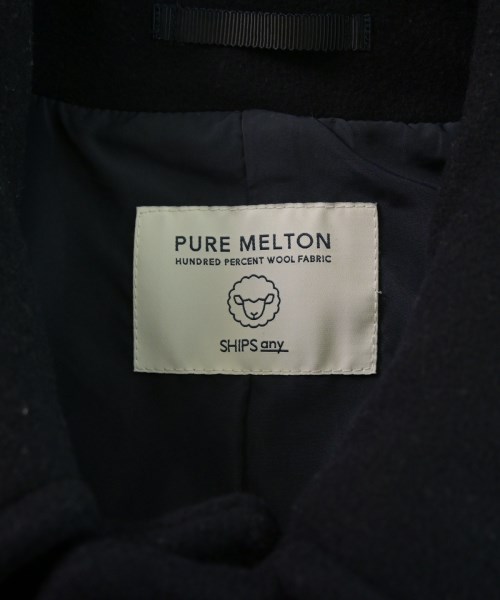 PURE MELTON
HUNDRED PERCENT WOOL FABRIC
SHIPS any